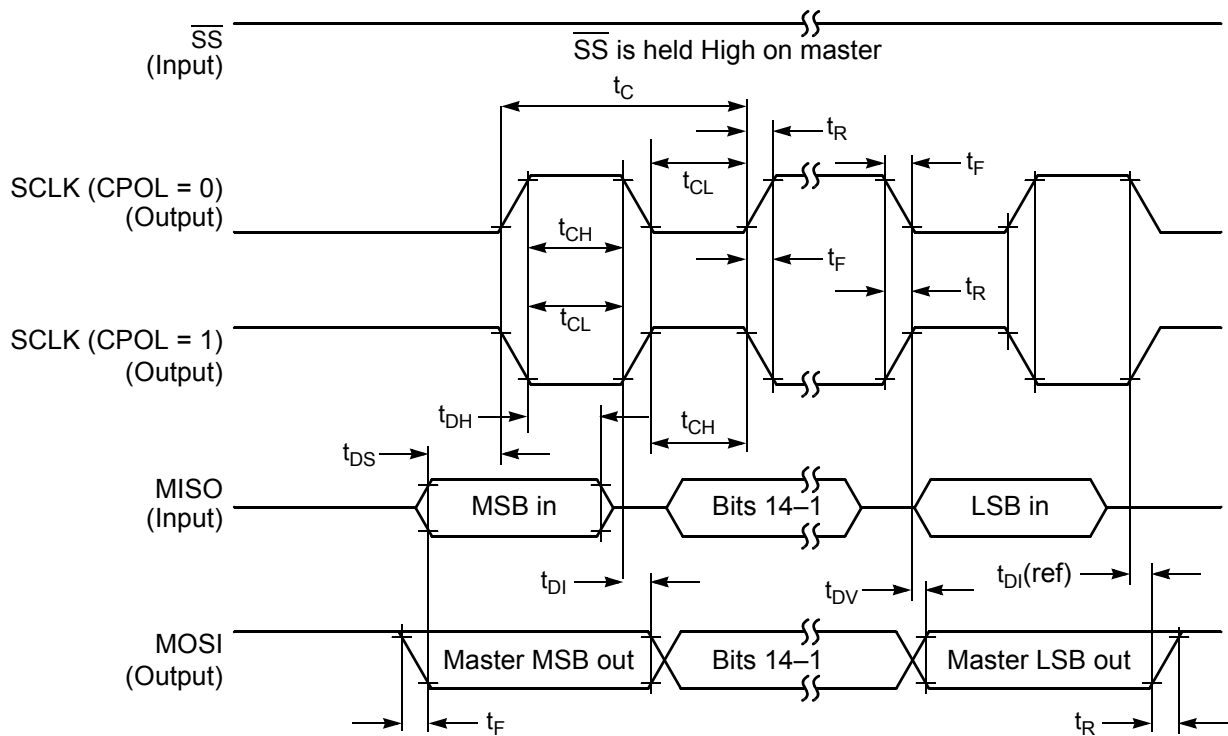 SS
(Input)
SS is held High on master
tC
tR
tF
SCLK (CPOL = 0)
(Output)
tCL
tCH
tF
tR
tCL
SCLK (CPOL = 1)
(Output)
tDH
tCH
tDS
MISO
(Input)
MSB in
Bits 14–1
LSB in
tDI
tDV
tDI(ref)
MOSI
(Output)
Master MSB out
Bits 14–1
Master LSB out
tF
tR